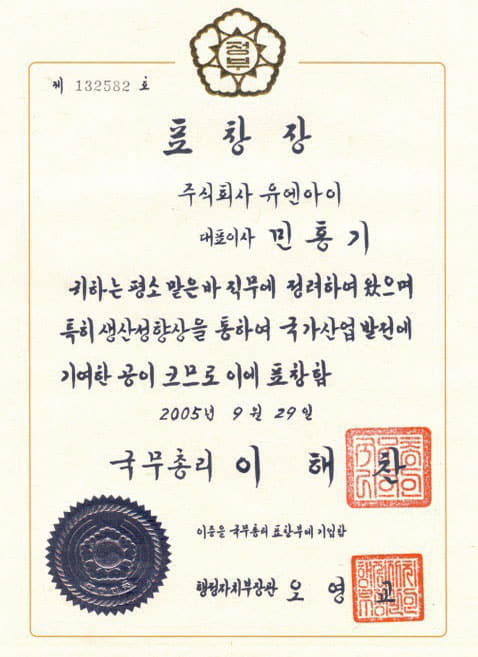 정부
제 132582 호
표 창 장
주식회사 유엔아이
대표이사 민 홍 기
귀하는 평소 맡은바 직무에 정려하여 왔으며
특히 생산성향상을 통하여 국가산업 발전에
기여한 공이 크므로 이에 표창함
2005년 9 월 29 일
국무총리 이 해 찬
이증을 국무총리 표창부에 기입함
행정자치부장관 오 영 교